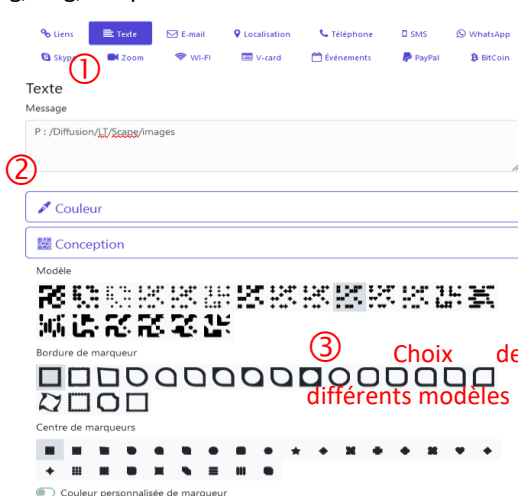 Liens Texte E-mail Localisation Téléphone SMS WhatsApp
Skype Zoom WI-FI V-card Événements PayPal BitCoin
①
Texte
Message
P : /Diffusion/LT/Scape/images
②
Couleur
Conception
Modèle
Bordure de marqueur
③ Choix de
différents modèles
Centre de marqueurs
Couleur personnalisée de marqueur